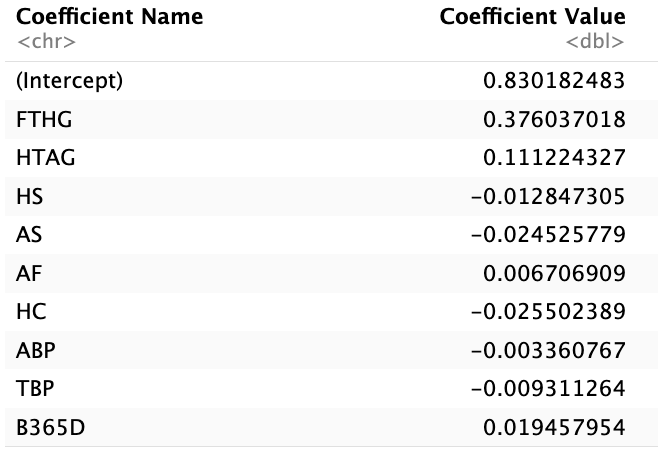 Coefficient Name Coefficient Value
<chr> <dbl>
(Intercept) 0.830182483
FTHG 0.376037018
HTAG 0.111224327
HS -0.012847305
AS -0.024525779
AF 0.006706909
HC -0.025502389
ABP -0.003360767
TBP -0.009311264
B365D 0.019457954